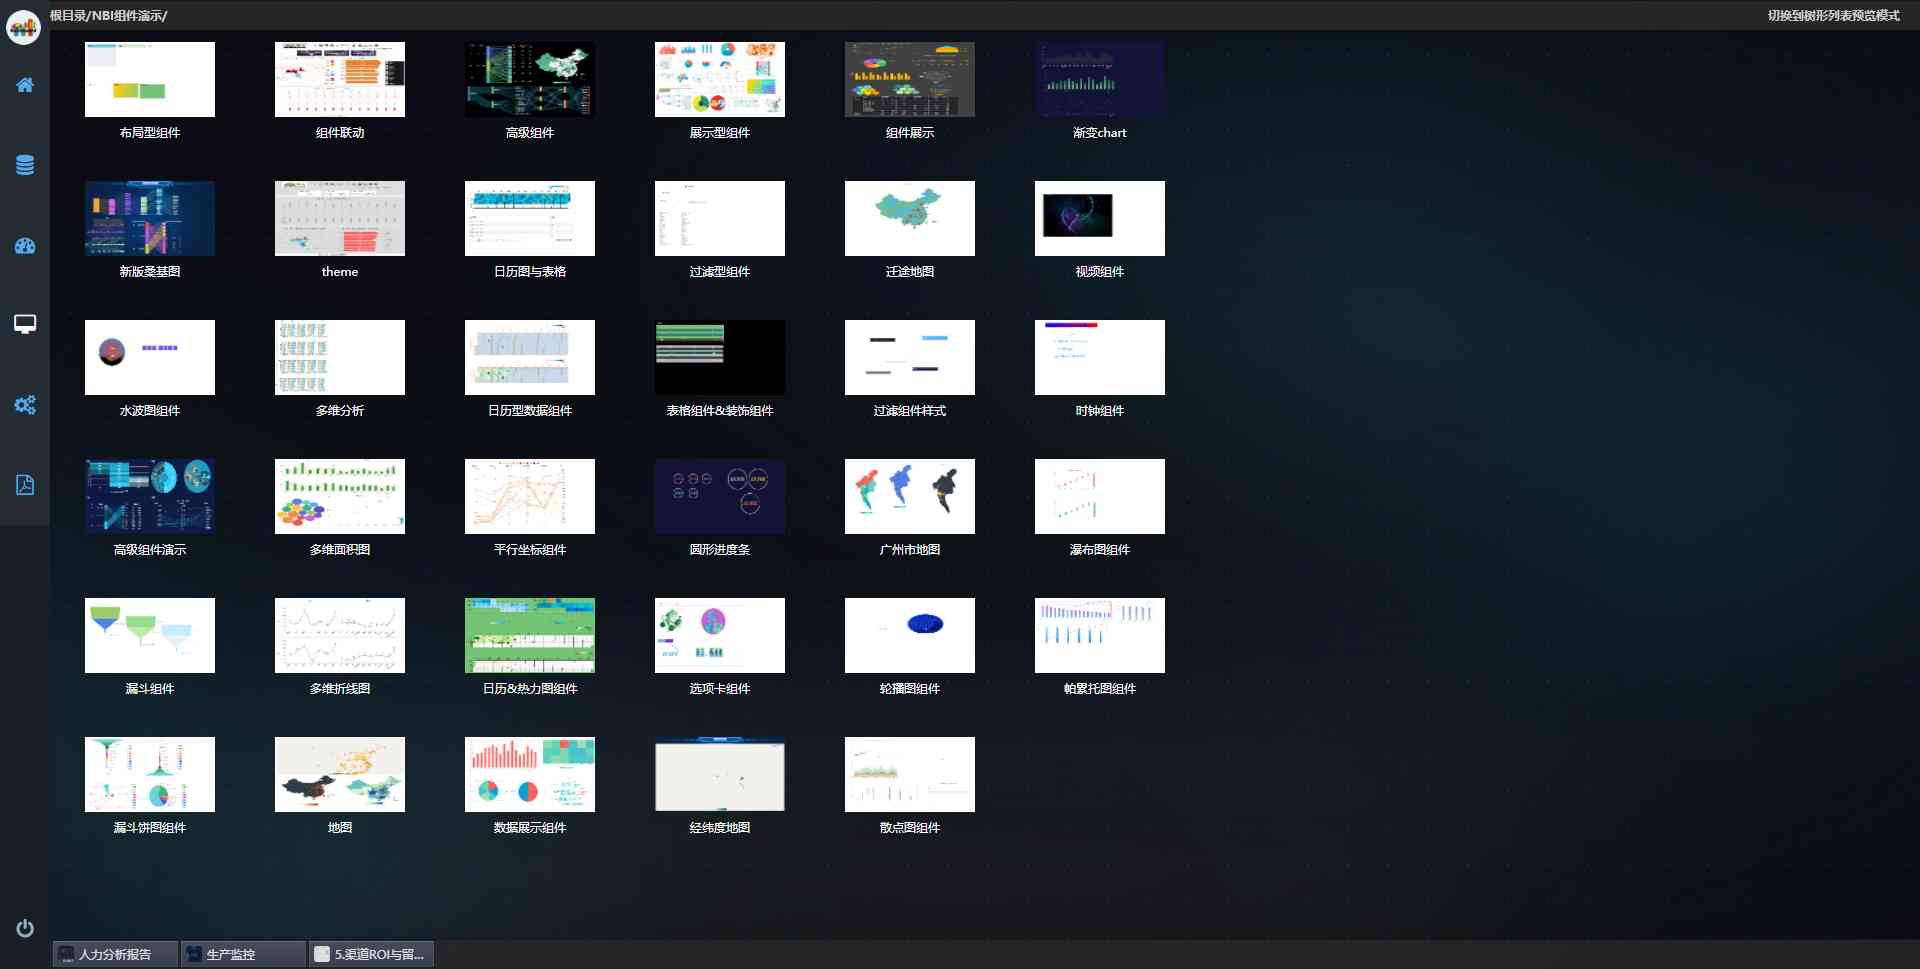 根目录/NBI组件演示/
切换到树形列表预览模式
布局型组件
组件联动
高级组件
展示型组件
组件展示
渐变chart
新版桑基图
theme
日历图与表格
过滤型组件
迁途地图
视频组件
水波图组件
多维分析
日历型数据组件
表格组件&装饰组件
过滤组件样式
时钟组件
高级组件演示
多维面积图
平行坐标组件
圆形进度条
广州市地图
瀑布图组件
漏斗组件
多维折线图
日历&热力图组件
选项卡组件
轮播图组件
帕累托图组件
漏斗饼图组件
地图
数据展示组件
经纬度地图
散点图组件
人力分析报告
生产监控
5.渠道ROI与留...